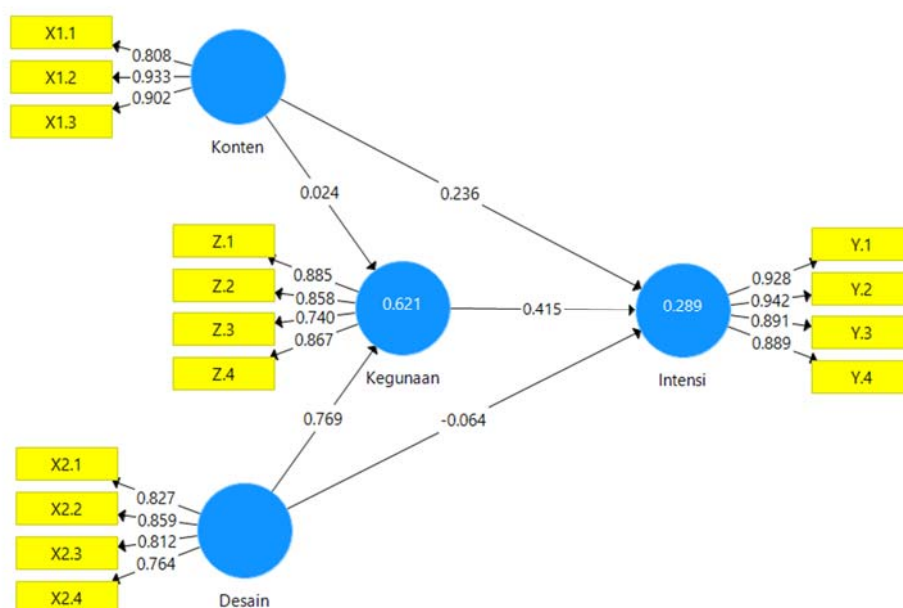 X1.1
X1.2
X1.3
0.808
0.933
0.902
Konten
0.024
0.236
Z.1
Z.2
Z.3
Z.4
0.885
0.858
0.740
0.867
0.621
Kegunaan
0.415
0.289
Intensi
0.928
0.942
0.891
0.889
Y.1
Y.2
Y.3
Y.4
0.769
-0.064
X2.1
X2.2
X2.3
X2.4
0.827
0.859
0.812
0.764
Desain